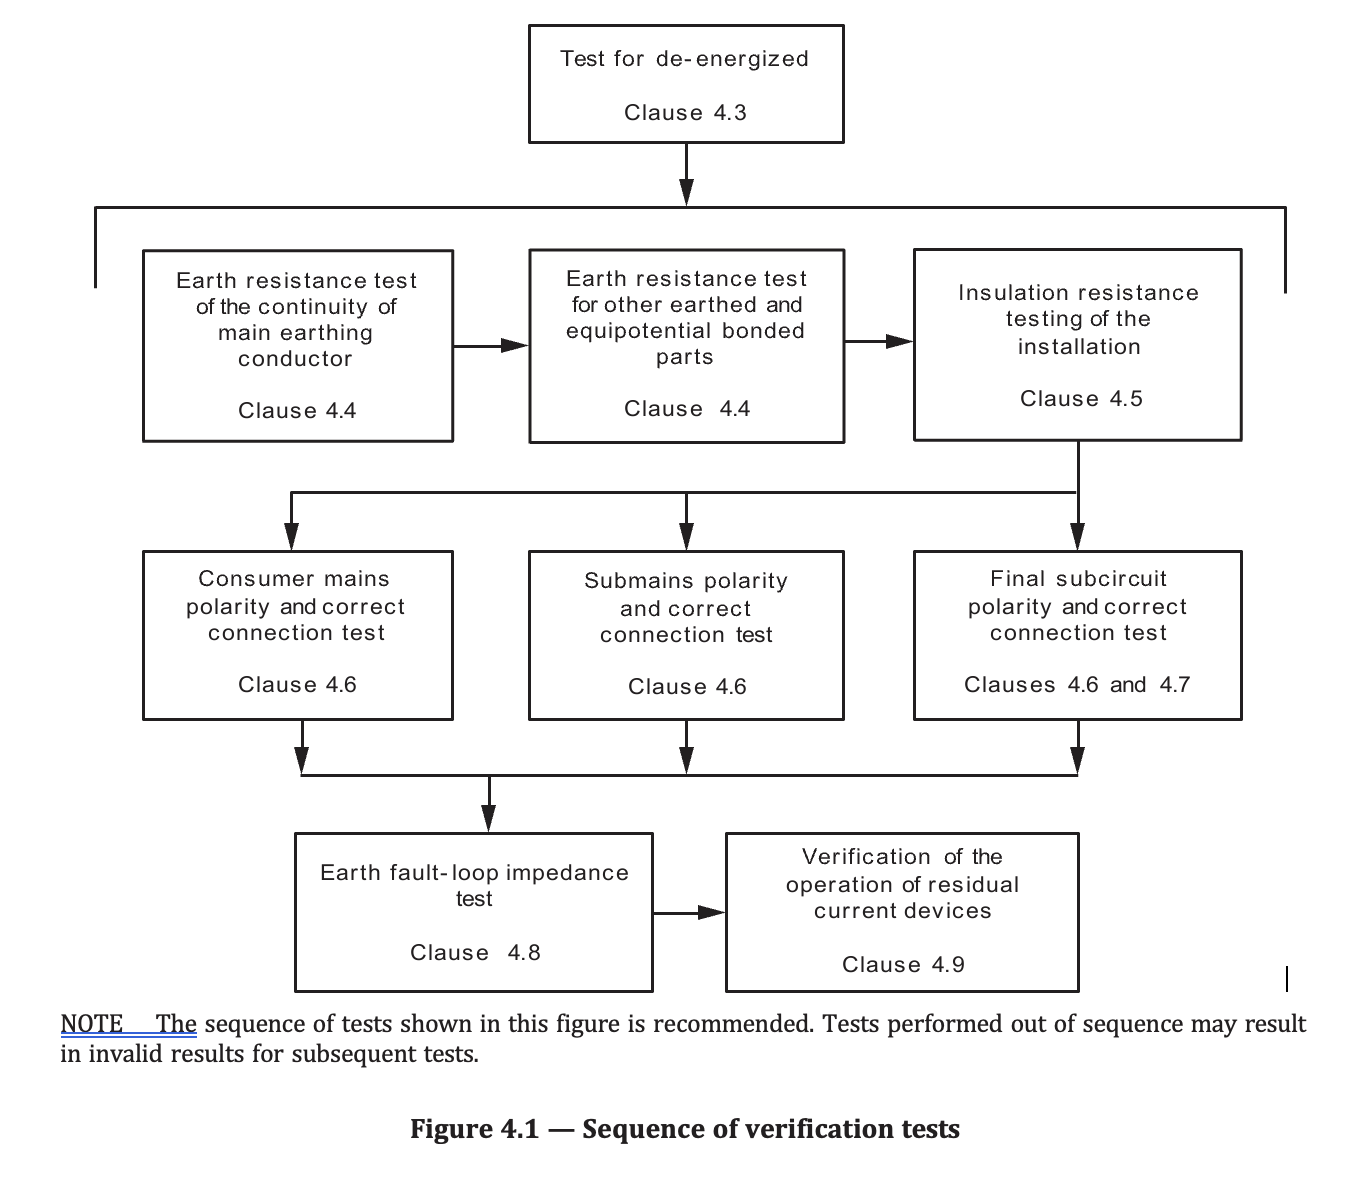 Test for de-energized
Clause 4.3
Earth resistance test
of the continuity of
main earthing
conductor
Clause 4.4
Earth resistance test
for other earthed and
equipotential bonded
parts
Clause 4.4
Insulation resistance
testing of the
installation
Clause 4.5
Consumer mains
polarity and correct
connection test
Clause 4.6
Submains polarity
and correct
connection test
Clause 4.6
Final subcircuit
polarity and correct
connection test
Clauses 4.6 and 4.7
Earth fault-loop impedance
test
Clause 4.8
Verification of the
operation of residual
current devices
Clause 4.9
NOTE The sequence of tests shown in this figure is recommended. Tests performed out of sequence may result
in invalid results for subsequent tests.
Figure 4.1 — Sequence of verification tests